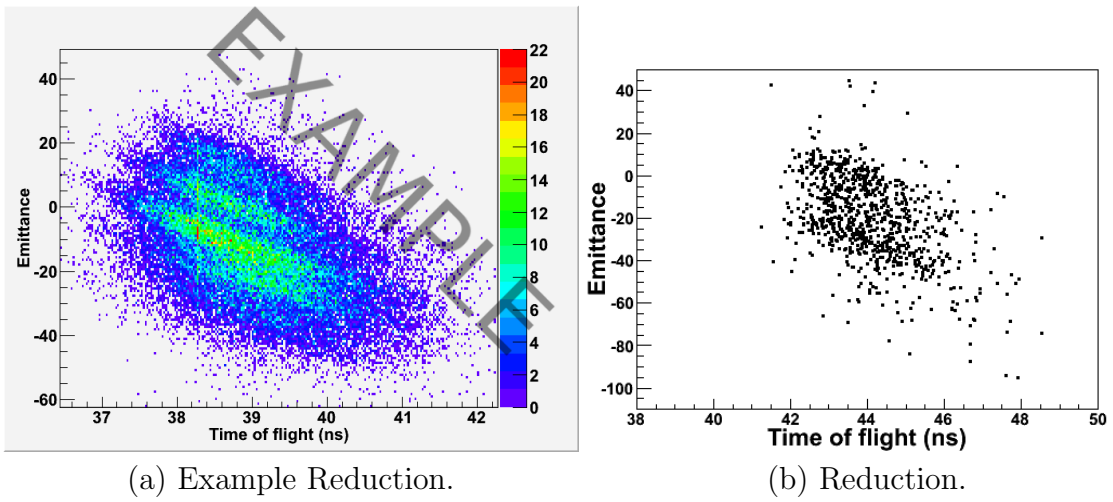 EXAMPLE
22
20
18
16
14
12
10
8
6
4
2
0
40
20
0
-20
-40
-60
Emittance
37 38 39 40 41 42
Time of flight (ns)
(a) Example Reduction.
40
20
0
-20
-40
-60
-80
-100
Emittance
38 40 42 44 46 48 50
Time of flight (ns)
(b) Reduction.